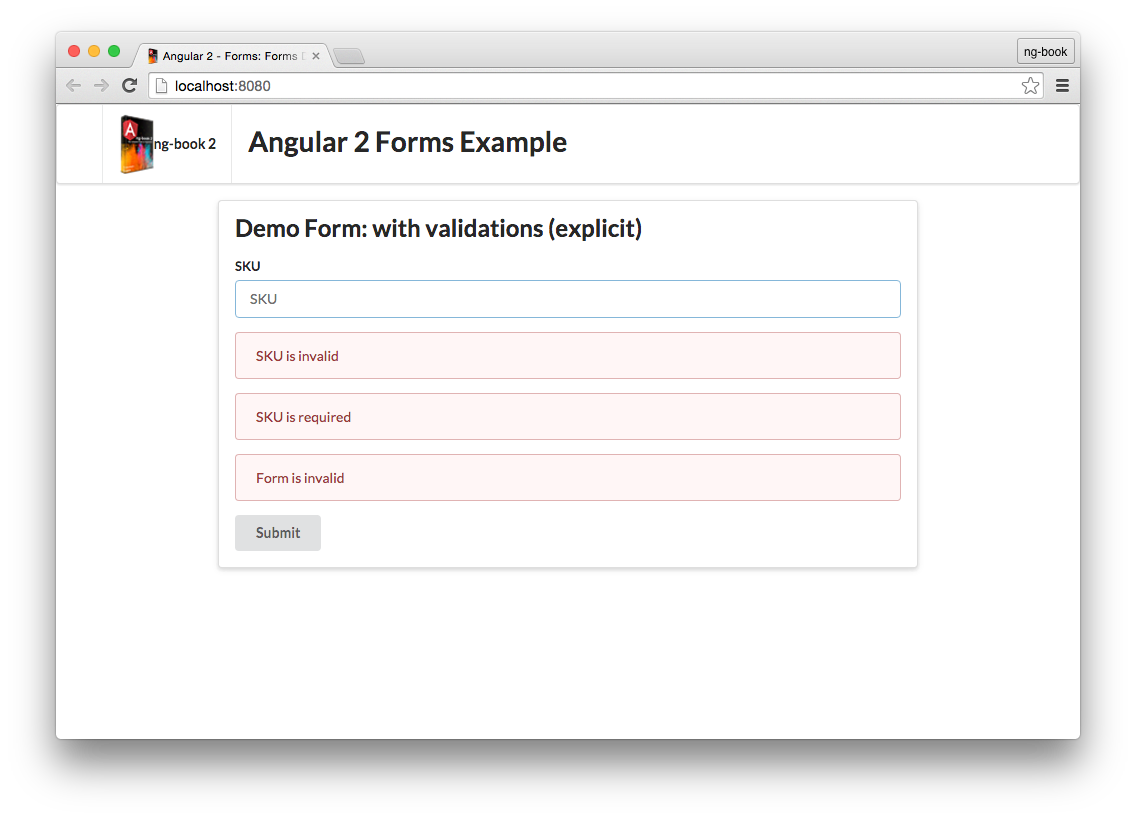 Angular 2 - Forms: Forms
ng-book
localhost:8080
ng-book 2
Angular 2 Forms Example
Demo Form: with validations (explicit)
SKU
SKU
SKU is invalid
SKU is required
Form is invalid
Submit